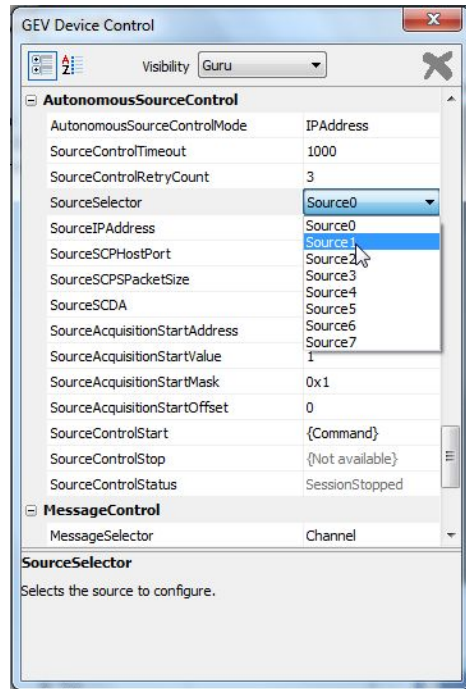 GEV Device Control
Visibility Guru
AutonomousSourceControl
AutonomousSourceControlMode IPAddress
SourceControlTimeout 1000
SourceControlRetryCount 3
SourceSelector Source0
SourceIPAddress Source0
Source1
SourceSCPHostPort Source2
SourceSCPSPacketSize Source3
Source4
SourceSCDA Source5
SourceAcquisitionStartAddress Source6
Source7
SourceAcquisitionStartValue 1
SourceAcquisitionStartMask 0x1
SourceAcquisitionStartOffset 0
SourceControlStart {Command}
SourceControlStop {Not available}
SourceControlStatus SessionStopped
MessageControl
MessageSelector Channel
SourceSelector
Selects the source to configure.